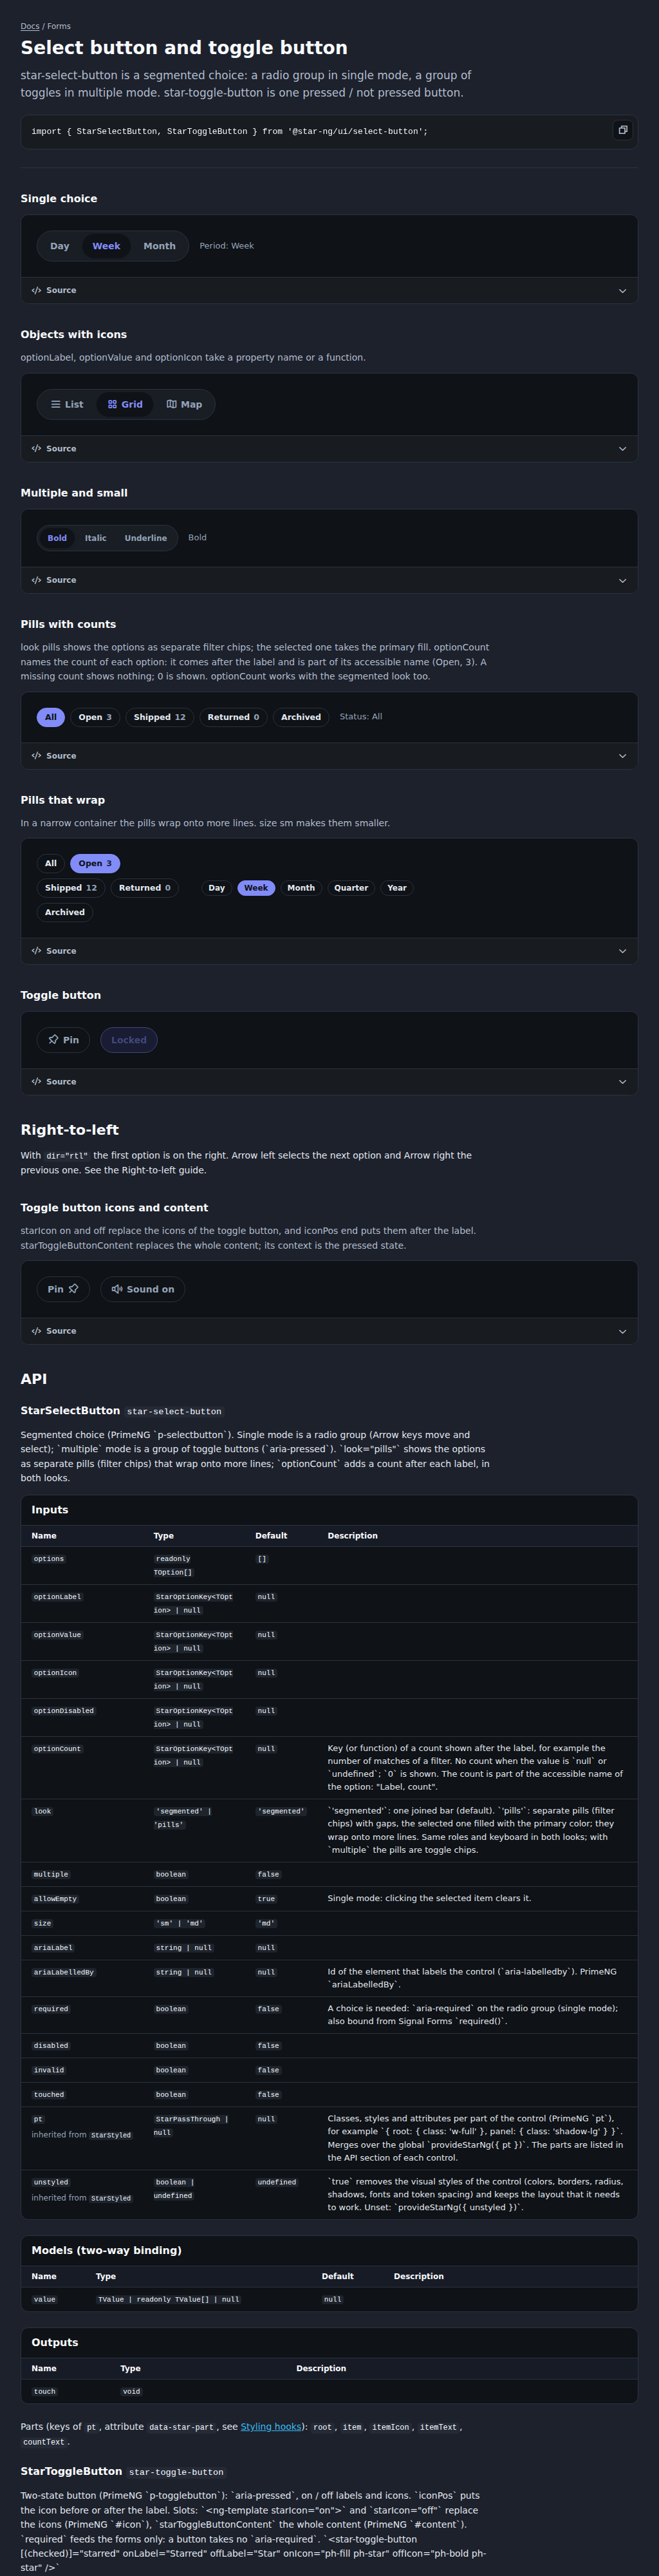 Docs / Forms
Select button and toggle button
star-select-button is a segmented choice: a radio group in single mode, a group of
toggles in multiple mode. star-toggle-button is one pressed / not pressed button.
import { StarSelectButton, StarToggleButton } from '@star-ng/ui/select-button';
Single choice
Day Week Month Period: Week
Source
Objects with icons
optionLabel, optionValue and optionIcon take a property name or a function.
List Grid Map
Source
Multiple and small
Bold Italic Underline Bold
Source
Pills with counts
look pills shows the options as separate filter chips; the selected one takes the primary fill. optionCount
names the count of each option: it comes after the label and is part of its accessible name (Open, 3). A
missing count shows nothing; 0 is shown. optionCount works with the segmented look too.
All Open 3 Shipped 12 Returned 0 Archived Status: All
Source
Pills that wrap
In a narrow container the pills wrap onto more lines. size sm makes them smaller.
All Open 3
Shipped 12 Returned 0
Archived
Day Week Month Quarter Year
Source
Toggle button
Pin Locked
Source
Right-to-left
With dir="rtl" the first option is on the right. Arrow left selects the next option and Arrow right the
previous one. See the Right-to-left guide.
Toggle button icons and content
starIcon on and off replace the icons of the toggle button, and iconPos end puts them after the label.
starToggleButtonContent replaces the whole content; its context is the pressed state.
Pin Sound on
Source
API
StarSelectButton star-select-button
Segmented choice (PrimeNG `p-selectbutton`). Single mode is a radio group (Arrow keys move and
select); `multiple` mode is a group of toggle buttons (`aria-pressed`). `look="pills"` shows the options
as separate pills (filter chips) that wrap onto more lines; `optionCount` adds a count after each label, in
both looks.
Inputs
Name Type Default Description
options readonly TOption[] []
optionLabel StarOptionKey<TOption> | null null
optionValue StarOptionKey<TOption> | null null
optionIcon StarOptionKey<TOption> | null null
optionDisabled StarOptionKey<TOption> | null null
optionCount StarOptionKey<TOption> | null null Key (or function) of a count shown after the label, for example the
number of matches of a filter. No count when the value is `null` or
`undefined`; `0` is shown. The count is part of the accessible name of
the option: "Label, count".
look 'segmented' | 'pills' 'segmented' `'segmented'`: one joined bar (default). `'pills'`: separate pills (filter
chips) with gaps, the selected one filled with the primary color; they
wrap onto more lines. Same roles and keyboard in both looks; with
`multiple` the pills are toggle chips.
multiple boolean false
allowEmpty boolean true Single mode: clicking the selected item clears it.
size 'sm' | 'md' 'md'
ariaLabel string | null null
ariaLabelledBy string | null null Id of the element that labels the control (`aria-labelledby`). PrimeNG
`ariaLabelledBy`.
required boolean false A choice is needed: `aria-required` on the radio group (single mode);
also bound from Signal Forms `required()`.
disabled boolean false
invalid boolean false
touched boolean false
pt inherited from StarStyled StarPassThrough | null null Classes, styles and attributes per part of the control (PrimeNG `pt`),
for example `{ root: { class: 'w-full' }, panel: { class: 'shadow-lg' } }`.
Merges over the global `provideStarNg({ pt })`. The parts are listed in
the API section of each control.
unstyled inherited from StarStyled boolean | undefined undefined `true` removes the visual styles of the control (colors, borders, radius,
shadows, fonts and token spacing) and keeps the layout that it needs
to work. Unset: `provideStarNg({ unstyled })`.
Models (two-way binding)
Name Type Default Description
value TValue | readonly TValue[] | null null
Outputs
Name Type Description
touch void
Parts (keys of pt, attribute data-star-part, see Styling hooks): root, item, itemIcon, itemText,
countText.
StarToggleButton star-toggle-button
Two-state button (PrimeNG `p-togglebutton`): `aria-pressed`, on / off labels and icons. `iconPos` puts
the icon before or after the label. Slots: `<ng-template starIcon="on">` and `starIcon="off"` replace
the icons (PrimeNG `#icon`), `starToggleButtonContent` the whole content (PrimeNG `#content`).
`required` feeds the forms only: a button takes no `aria-required`. `<star-toggle-button
[(checked)]="starred" onLabel="Starred" offLabel="Star" onIcon="ph-fill ph-star" offIcon="ph-bold ph-
star" />`